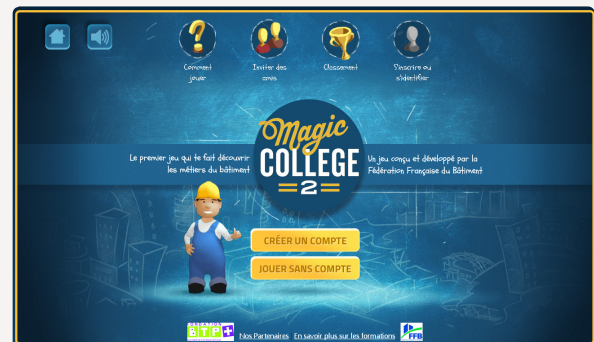 Comment
jouer
Inviter des
amis
Classement
S'inscrire ou
s'identifier
Magic
COLLEGE
=2=
Le premier jeu qui te fait découvrir
les métiers du bâtiment
Un jeu conçu et développé par la
Fédération Française du Bâtiment
CRÉER UN COMPTE
JOUER SANS COMPTE
FONDATION
BTP+
Nos Partenaires
En savoir plus sur les formations
FFB